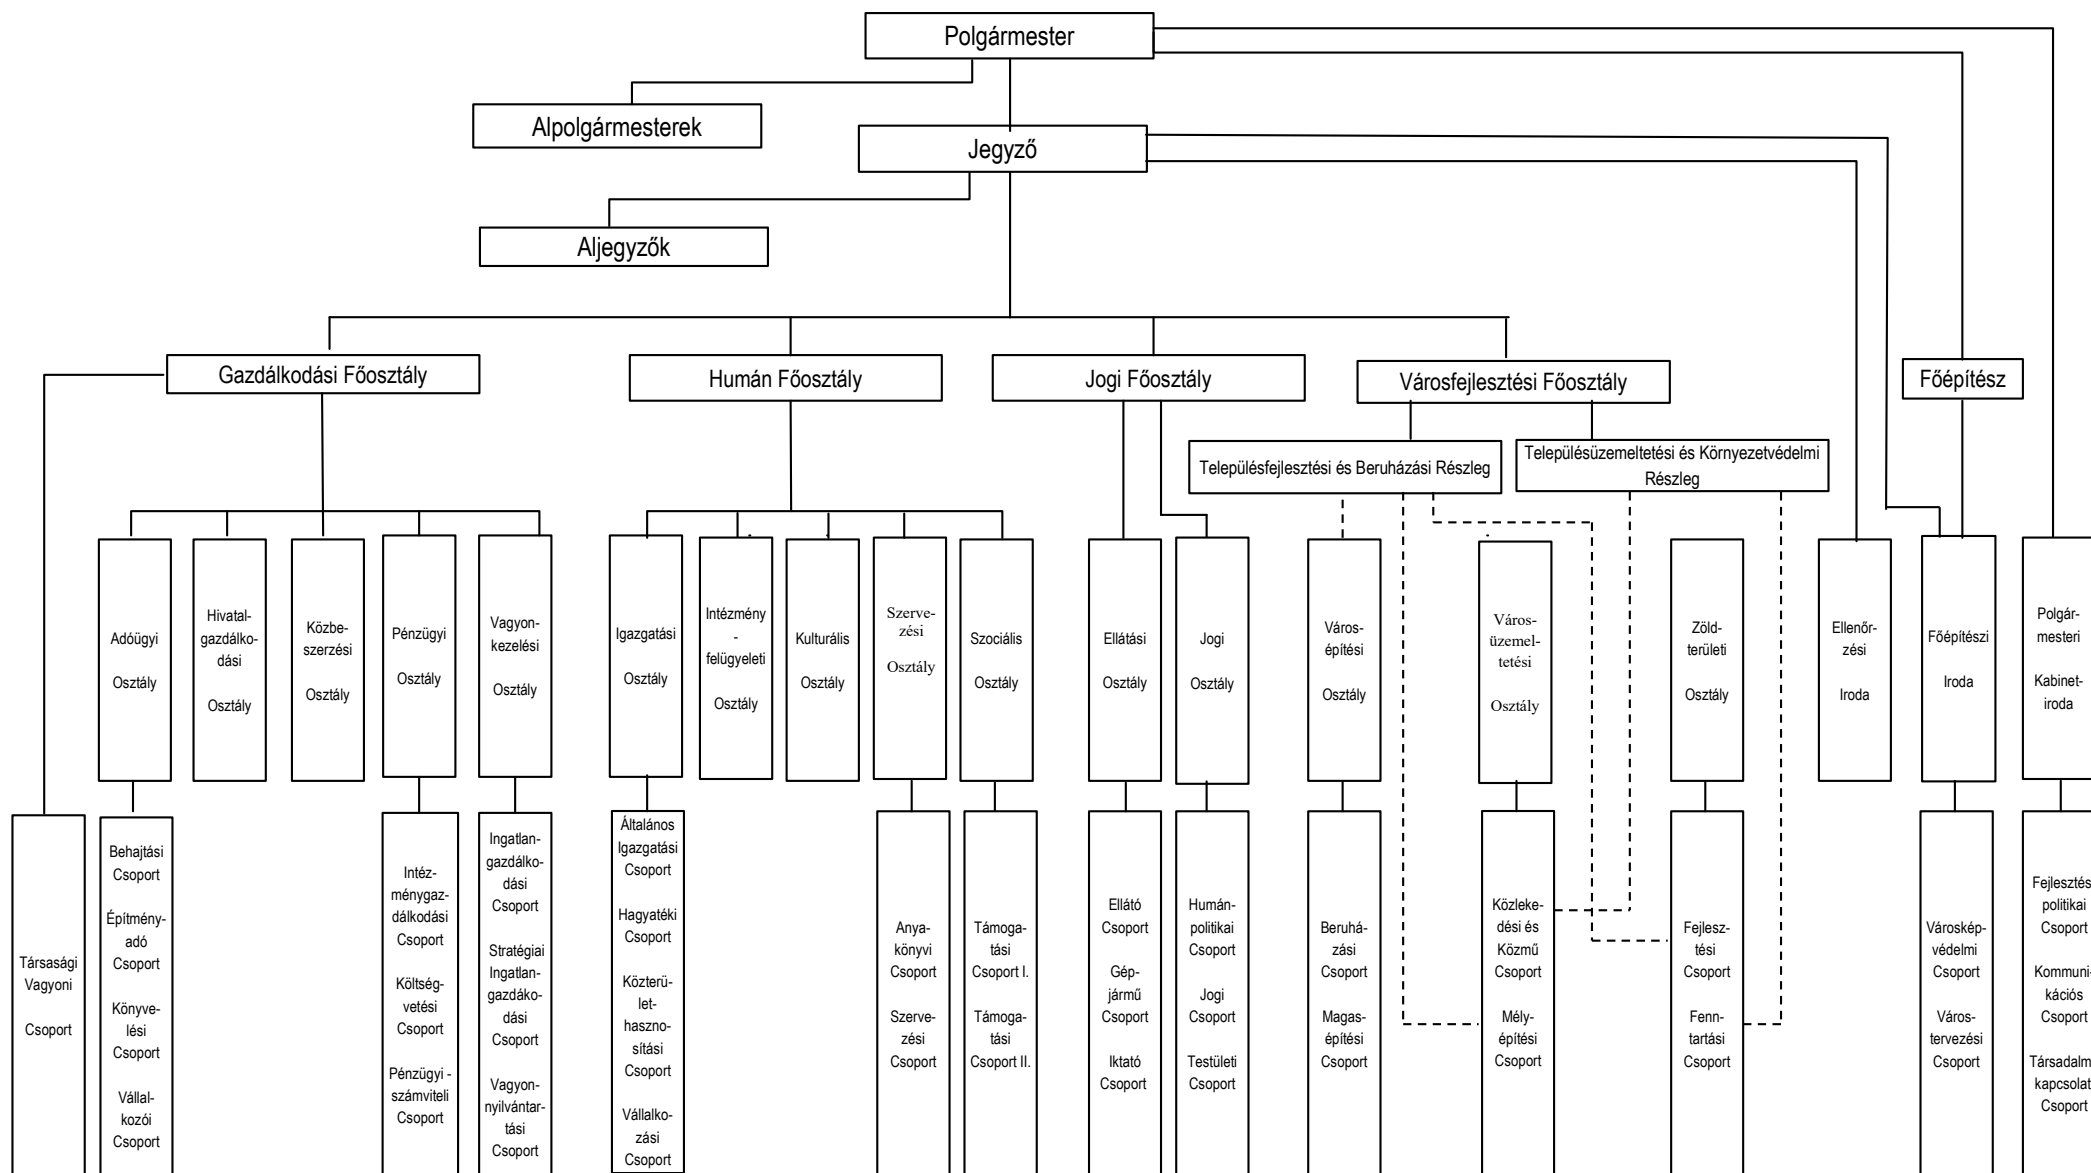 Polgármester
Alpolgármesterek
Jegyző
Aljegyzők
Gazdálkodási Főosztály
Humán Főosztály
Jogi Főosztály
Városfejlesztési Főosztály
Főépítész
Településfejlesztési és Beruházási Részleg
Településüzemeltetési és Környezetvédelmi
Részleg
Adóügyi
Osztály
Hivatal-
gazdálko-
dási
Osztály
Közbe-
szerzési
Osztály
Pénzügyi
Osztály
Vagyon-
kezelési
Osztály
Igazgatási
Osztály
Intézmény
-
felügyeleti
Osztály
Kulturális
Osztály
Szerve-
zési
Osztály
Szociális
Osztály
Ellátási
Osztály
Jogi
Osztály
Város-
építési
Osztály
Város-
üzemel-
tetési
Osztály
Zöld-
területi
Osztály
Ellenőr-
zési
Iroda
Főépítészi
Iroda
Polgár-
mesteri
Kabinet-
iroda
Társasági
Vagyoni
Csoport
Behajtási
Csoport
Építmény-
adó
Csoport
Könyve-
lési
Csoport
Vállal-
kozói
Csoport
Intéz-
ménygaz-
dálkodási
Csoport
Költség-
vetési
Csoport
Pénzügyi -
számviteli
Csoport
Ingatlan-
gazdálko-
dási
Csoport
Stratégiai
Ingatlan-
gazdáko-
dási
Csoport
Vagyon-
nyilvántar-
tási
Csoport
Általános
Igazgatási
Csoport
Hagyatéki
Csoport
Közterü-
let-
haszno-
sítási
Csoport
Vállalko-
zási
Csoport
Anya-
könyvi
Csoport
Szerve-
zési
Csoport
Támoga-
tási
Csoport I.
Támoga-
tási
Csoport II.
Ellátó
Csoport
Gép-
jármű
Csoport
Iktató
Csoport
Humán-
politikai
Csoport
Jogi
Csoport
Testületi
Csoport
Beruhá-
zási
Csoport
Magas-
építési
Csoport
Közleke-
dési és
Közmű
Csoport
Mély-
építési
Csoport
Fejlesz-
tési
Csoport
Fenn-
tartási
Csoport
Városkép-
védelmi
Csoport
Város-
tervezési
Csoport
Fejlesztés
politikai
Csoport
Kommuni-
kációs
Csoport
Társadalm
kapcsolat
Csoport